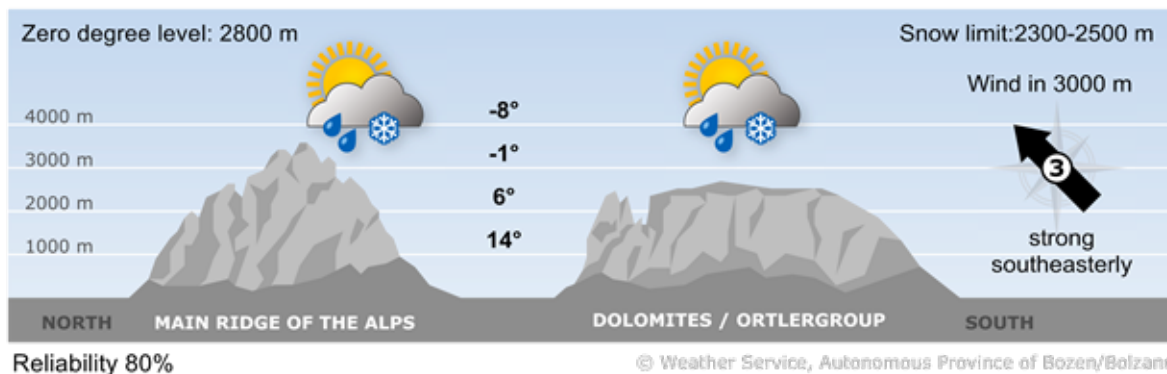 Zero degree level: 2800 m
Snow limit:2300-2500 m
Wind in 3000 m
4000 m
-8°
3000 m
-1°
3
2000 m
6°
1000 m
14°
strong
southeasterly
NORTH
MAIN RIDGE OF THE ALPS
DOLOMITES / ORTLERGROUP
SOUTH
Reliability 80%
© Weather Service, Autonomous Province of Bozen/Bolzano